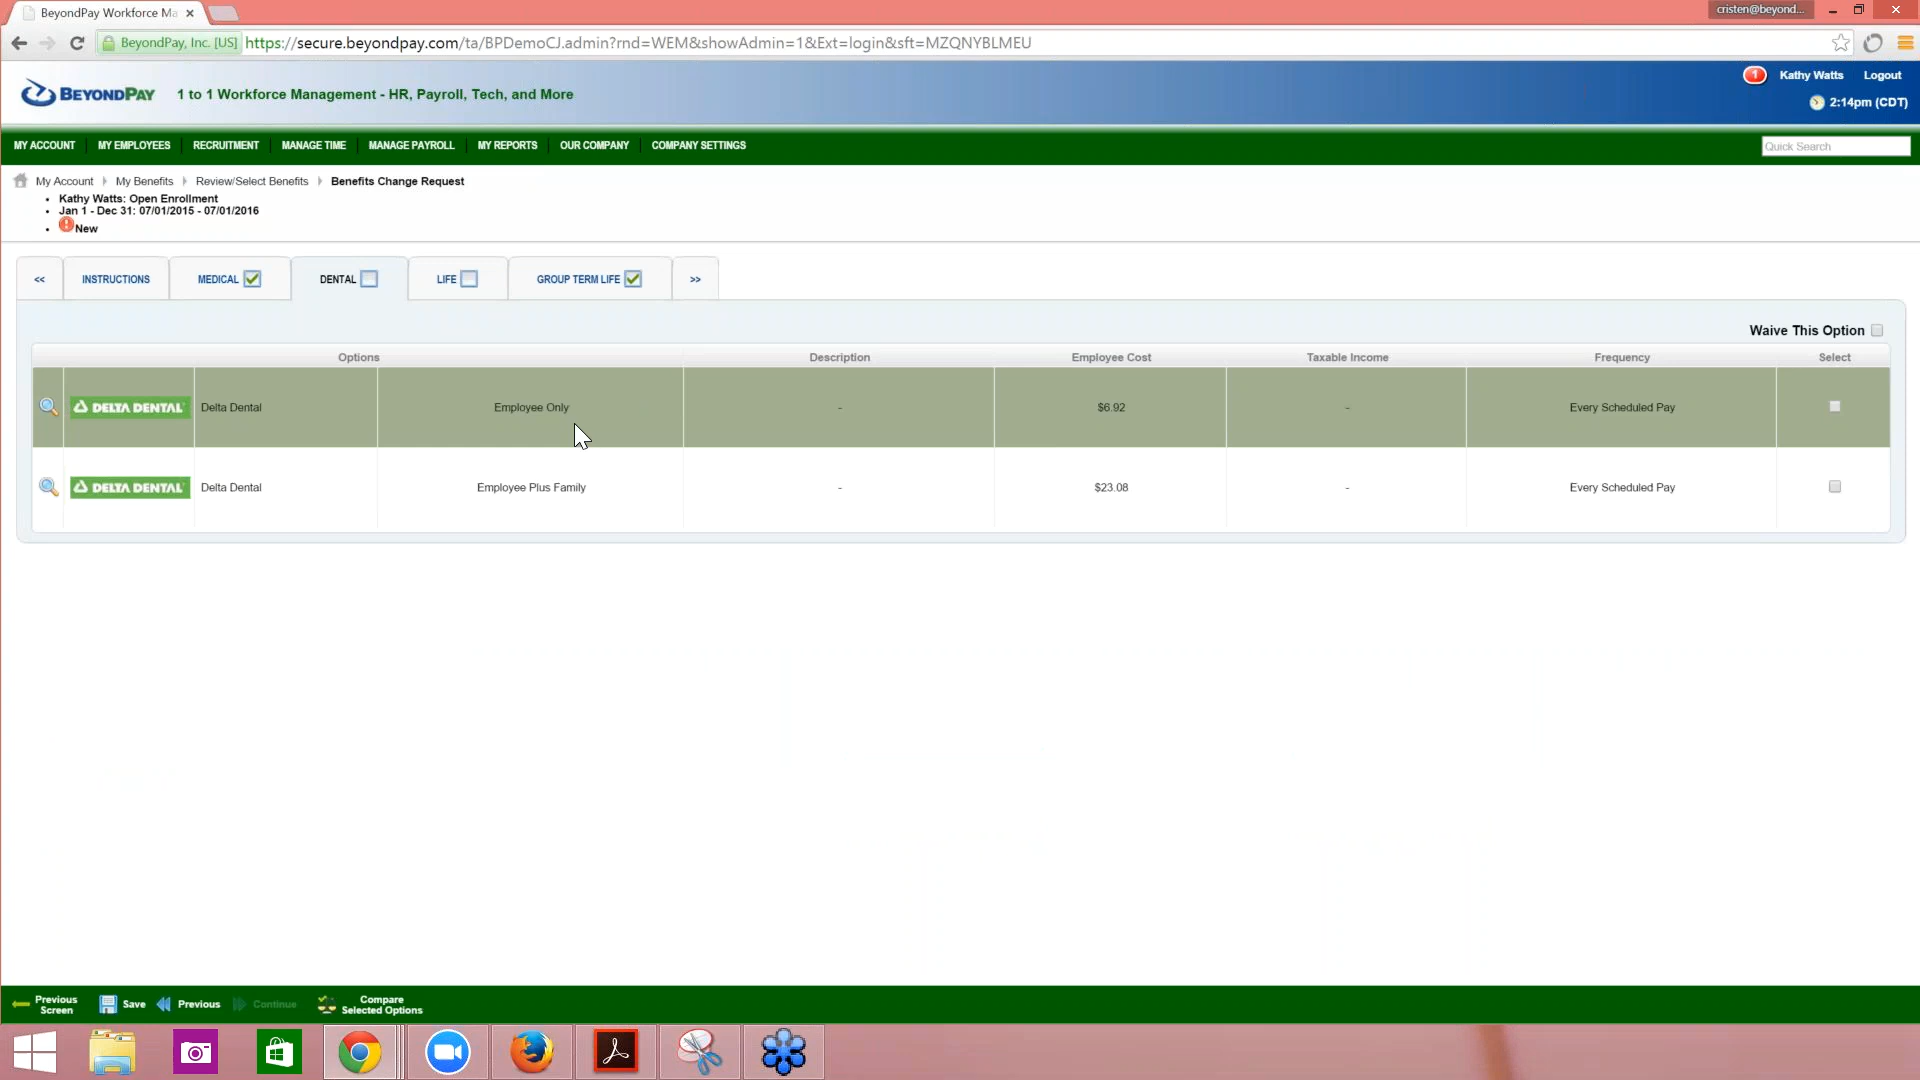 BeyondPay Workforce Ma
cristen@beyond...
BeyondPay, Inc. [US]
https://secure.beyondpay.com/ta/BPDemoCJ.admin?rnd=WEM&showAdmin=1&Ext=login&sft=MZQNYBLMEU
BEYONDPAY
1 to 1 Workforce Management - HR, Payroll, Tech, and More
1 Kathy Watts Logout
2:14pm (CDT)
MY ACCOUNT MY EMPLOYEES RECRUITMENT MANAGE TIME MANAGE PAYROLL MY REPORTS OUR COMPANY COMPANY SETTINGS Quick Search
My Account My Benefits Review/Select Benefits Benefits Change Request
Kathy Watts: Open Enrollment
Jan 1 - Dec 31: 07/01/2015 - 07/01/2016
New
<< INSTRUCTIONS MEDICAL DENTAL LIFE GROUP TERM LIFE >>
Waive This Option
Options Description Employee Cost Taxable Income Frequency Select
DELTA DENTAL Delta Dental Employee Only - $6.92 - Every Scheduled Pay
DELTA DENTAL Delta Dental Employee Plus Family - $23.08 - Every Scheduled Pay
Previous Screen Save Previous Continue Compare Selected Options